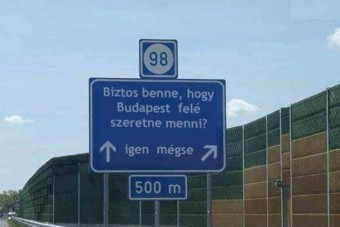 98
Biztos benne, hogy
Budapest felé
szeretne menni?
igen mégse
500 m